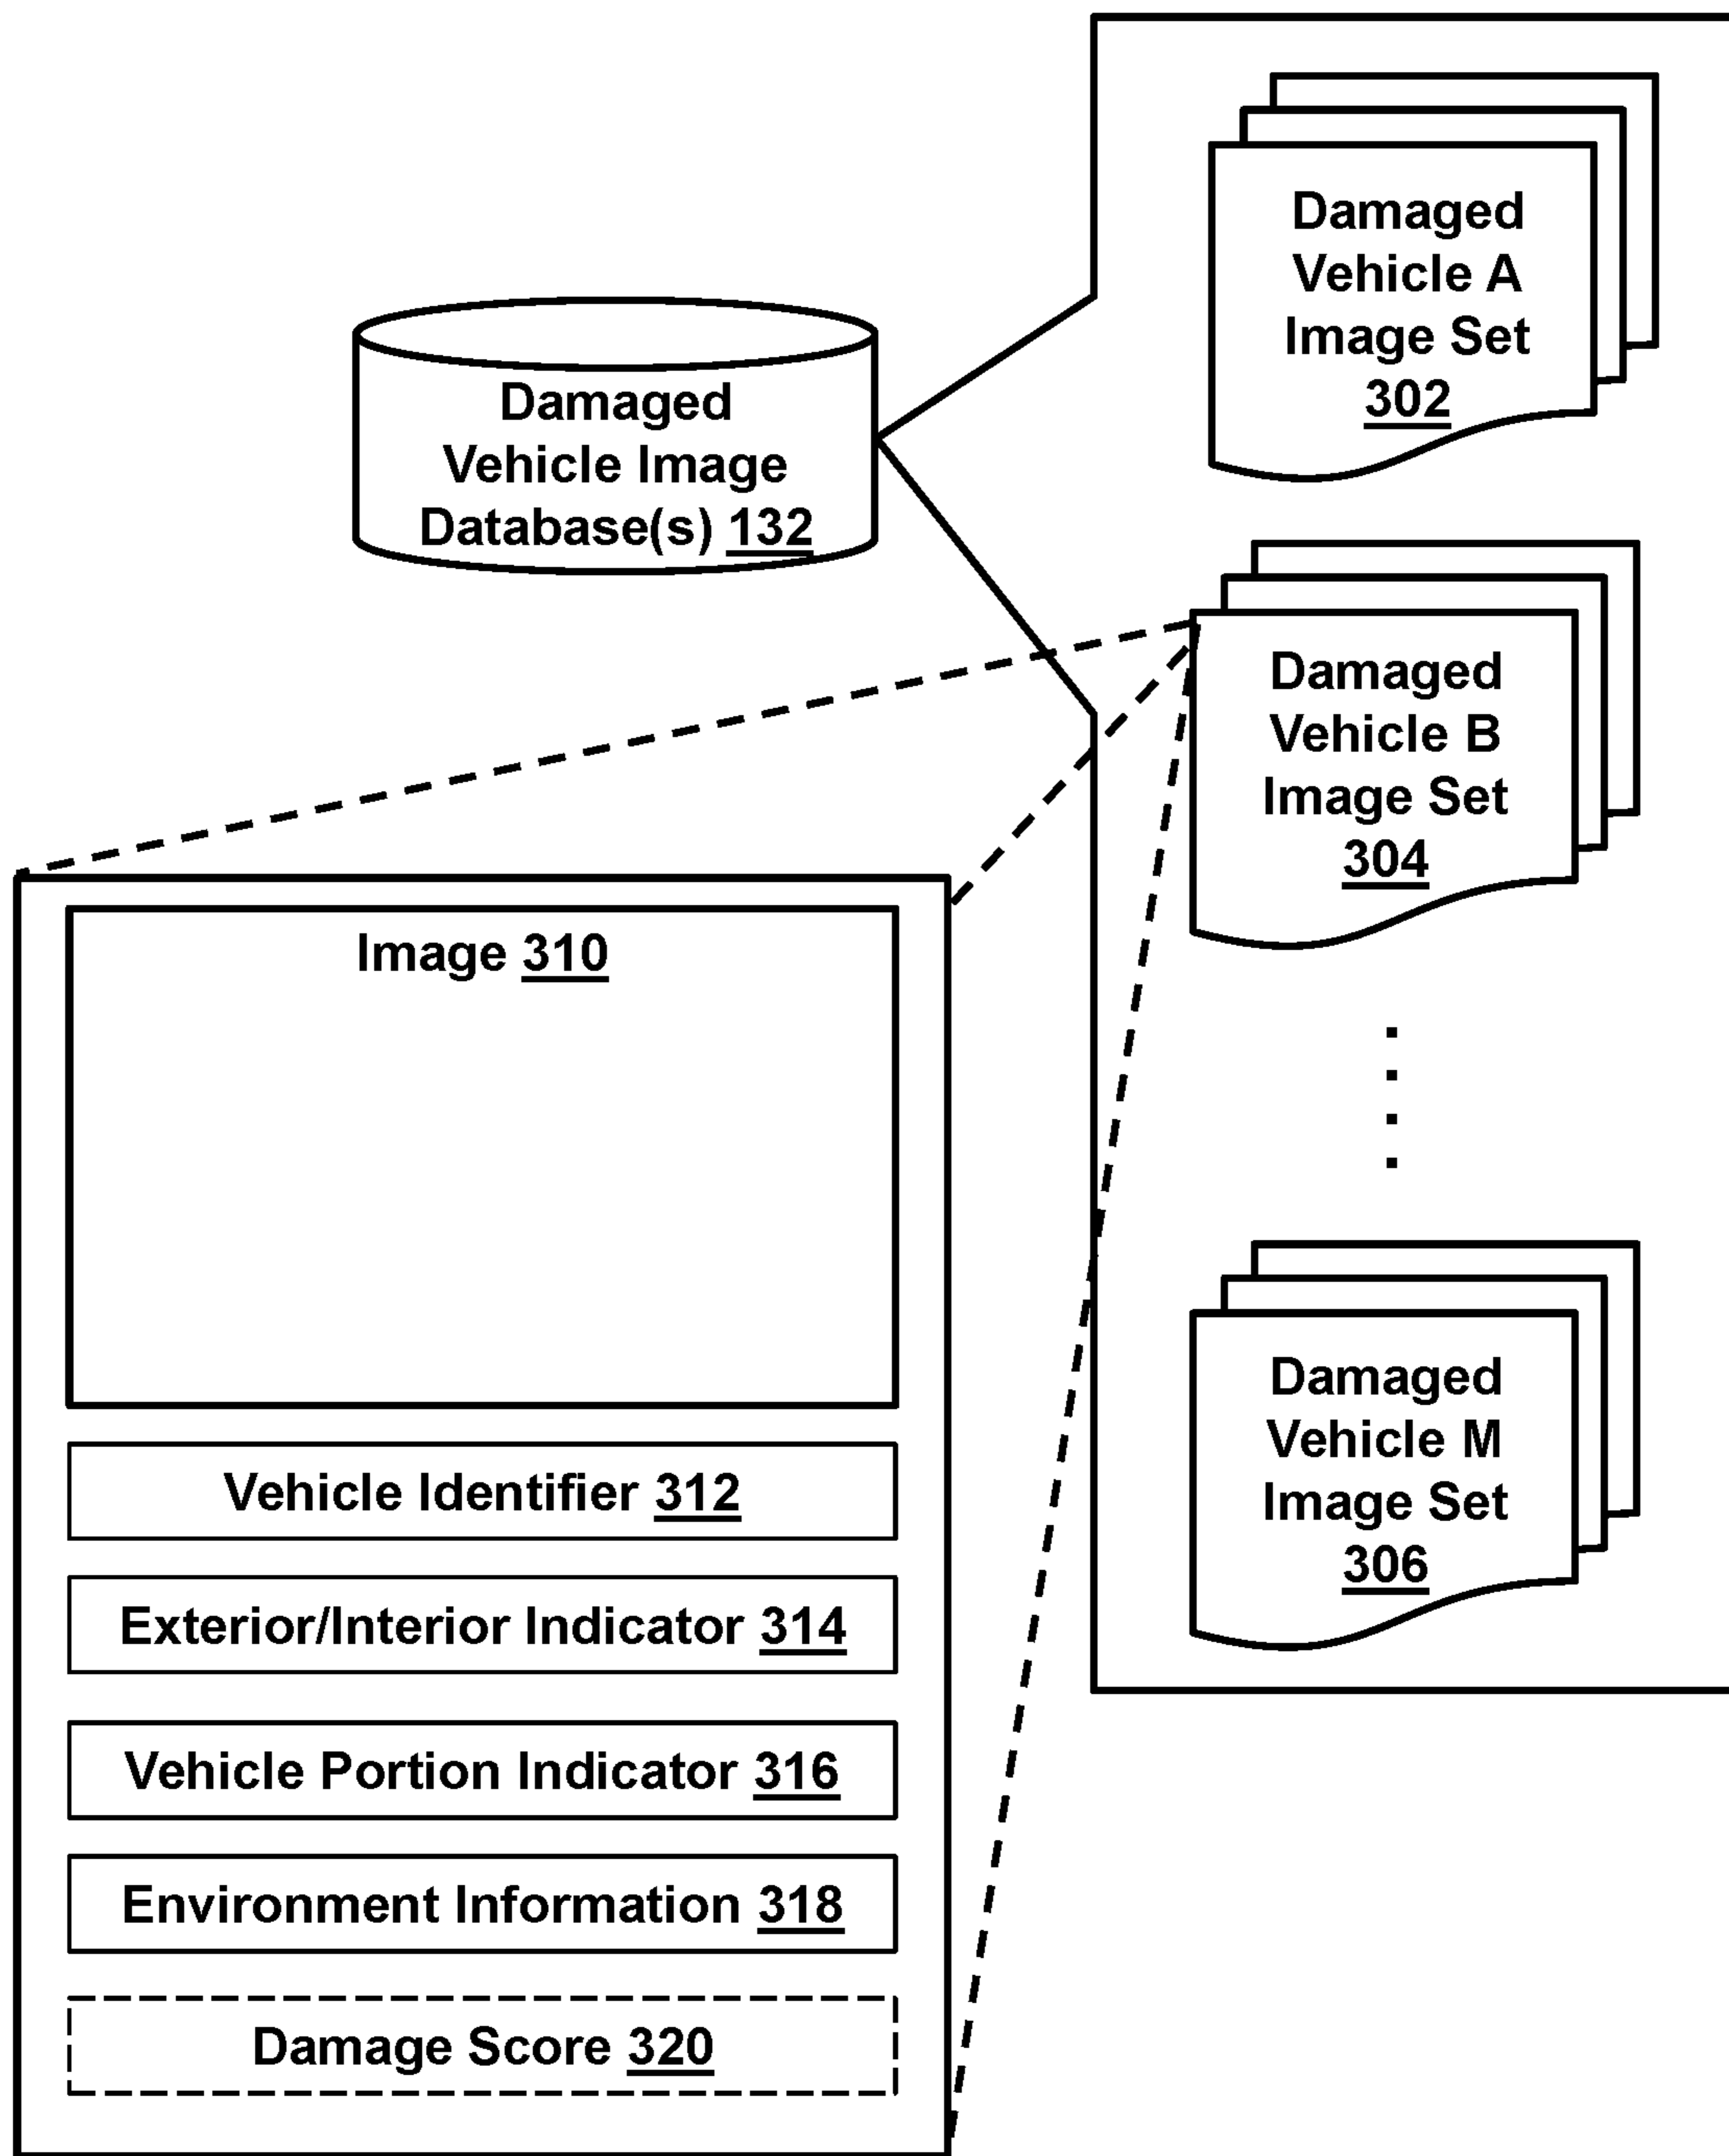 Damaged
Vehicle A
Image Set
302
Damaged
Vehicle Image
Database(s) 132
Damaged
Vehicle B
Image Set
304
Image 310
Damaged
Vehicle M
Image Set
306
Vehicle Identifier 312
Exterior/Interior Indicator 314
Vehicle Portion Indicator 316
Environment Information 318
Damage Score 320